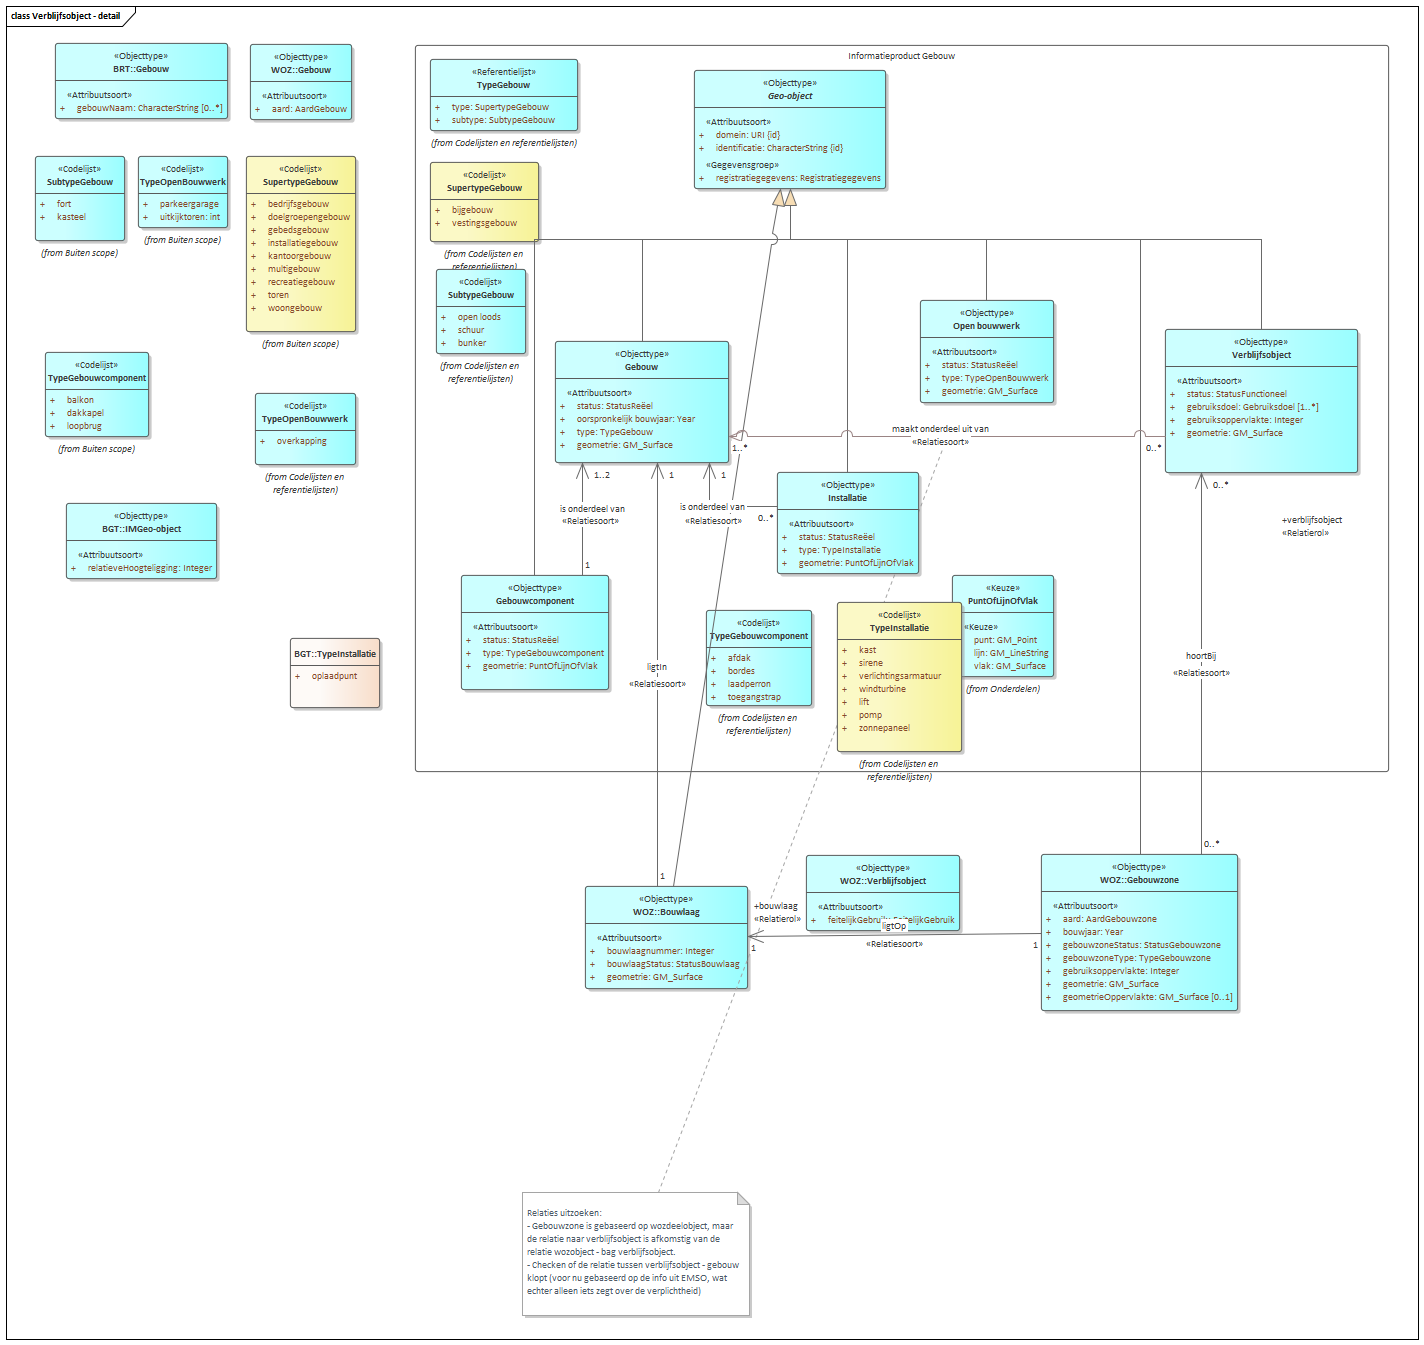 class Verblijfsobject - detail
«Objecttype»
BRT::Gebouw
«Attribuutsoort»
+ gebouwNaam: CharacterString [0..*]
«Objecttype»
WOZ::Gebouw
«Attribuutsoort»
+ aard: AardGebouw
«Codelijst»
SubtypeGebouw
+ fort
+ kasteel
(from Buiten scope)
«Codelijst»
TypeOpenBouwwerk
+ parkeergarage
+ uitkijktoren: int
(from Buiten scope)
«Codelijst»
SupertypeGebouw
+ bedrijfsgebouw
+ doelgroepengebouw
+ gebedsgebouw
+ installatiegebouw
+ kantoorgebouw
+ multigebouw
+ recreatiegebouw
+ toren
+ woongebouw
(from Buiten scope)
«Codelijst»
TypeGebouwcomponent
+ balkon
+ dakkapel
+ loopbrug
(from Buiten scope)
«Codelijst»
TypeOpenBouwwerk
+ overkapping
(from Codelijsten en
referentielijsten)
«Objecttype»
BGT::IMGeo-object
«Attribuutsoort»
+ relatieveHoogteligging: Integer
BGT::TypeInstallatie
+ oplaadpunt
Informatieproduct Gebouw
«Referentielijst»
TypeGebouw
+ type: SupertypeGebouw
+ subtype: SubtypeGebouw
(from Codelijsten en referentielijsten)
«Codelijst»
SupertypeGebouw
+ bijgebouw
+ vestingsgebouw
(from Codelijsten en
referentielijsten)
«Codelijst»
SubtypeGebouw
+ open loods
+ schuur
+ bunker
(from Codelijsten en
referentielijsten)
«Objecttype»
Geo-object
«Attribuutsoort»
+ domein: URI {id}
+ identificatie: CharacterString {id}
«Gegevensgroep»
+ registratiegegevens: Registratiegegevens
«Objecttype»
Gebouw
«Attribuutsoort»
+ status: StatusReëel
+ oorspronkelijk bouwjaar: Year
+ type: TypeGebouw
+ geometrie: GM_Surface
«Objecttype»
Open bouwwerk
«Attribuutsoort»
+ status: StatusReëel
+ type: TypeOpenBouwwerk
+ geometrie: GM_Surface
«Objecttype»
Verblijfsobject
«Attribuutsoort»
+ status: StatusFunctioneel
+ gebruiksdoel: Gebruiksdoel [1..*]
+ gebruiksoppervlakte: Integer
+ geometrie: GM_Surface
maakt onderdeel uit van
«Relatiesoort»
1..*
0..*
1..2
1
1
is onderdeel van
«Relatiesoort»
1
is onderdeel van
«Relatiesoort»
0..*
«Objecttype»
Installatie
«Attribuutsoort»
+ status: StatusReëel
+ type: TypeInstallatie
+ geometrie: PuntOfLijnOfVlak
0..*
+verblijfsobject
«Relatierol»
«Objecttype»
Gebouwcomponent
«Attribuutsoort»
+ status: StatusReëel
+ type: TypeGebouwcomponent
+ geometrie: PuntOfLijnOfVlak
«Codelijst»
TypeGebouwcomponent
+ afdak
+ bordes
+ laadperron
+ toegangstrap
(from Codelijsten en
referentielijsten)
«Codelijst»
TypeInstallatie
+ kast
+ sirene
+ verlichtingsarmatuur
+ windturbine
+ lift
+ pomp
+ zonnepaneel
(from Codelijsten en
referentielijsten)
«Keuze»
PuntOfLijnOfVlak
«Keuze»
punt: GM_Point
lijn: GM_LineString
vlak: GM_Surface
(from Onderdelen)
ligtIn
«Relatiesoort»
1
hoortBij
«Relatiesoort»
0..*
«Objecttype»
WOZ::Bouwlaag
«Attribuutsoort»
+ bouwlaagnummer: Integer
+ bouwlaagStatus: StatusBouwlaag
+ geometrie: GM_Surface
+bouwlaag
«Relatierol»
1
«Objecttype»
WOZ::Verblijfsobject
«Attribuutsoort»
+ feitelijkGebruik: FeitelijkGebruik
ligtOp
«Relatiesoort»
1
«Objecttype»
WOZ::Gebouwzone
«Attribuutsoort»
+ aard: AardGebouwzone
+ bouwjaar: Year
+ gebouwzoneStatus: StatusGebouwzone
+ gebouwzoneType: TypeGebouwzone
+ gebruiksoppervlakte: Integer
+ geometrie: GM_Surface
+ geometrieOppervlakte: GM_Surface [0..1]
Relaties uitzoeken:
- Gebouwzone is gebaseerd op wozdeelobject, maar
de relatie naar verblijfsobject is afkomstig van de
relatie wozobject - bag verblijfsobject.
- Checken of de relatie tussen verblijfsobject - gebouw
klopt (voor nu gebaseerd op de info uit EMSO, wat
echter alleen iets zegt over de verplichtheid)